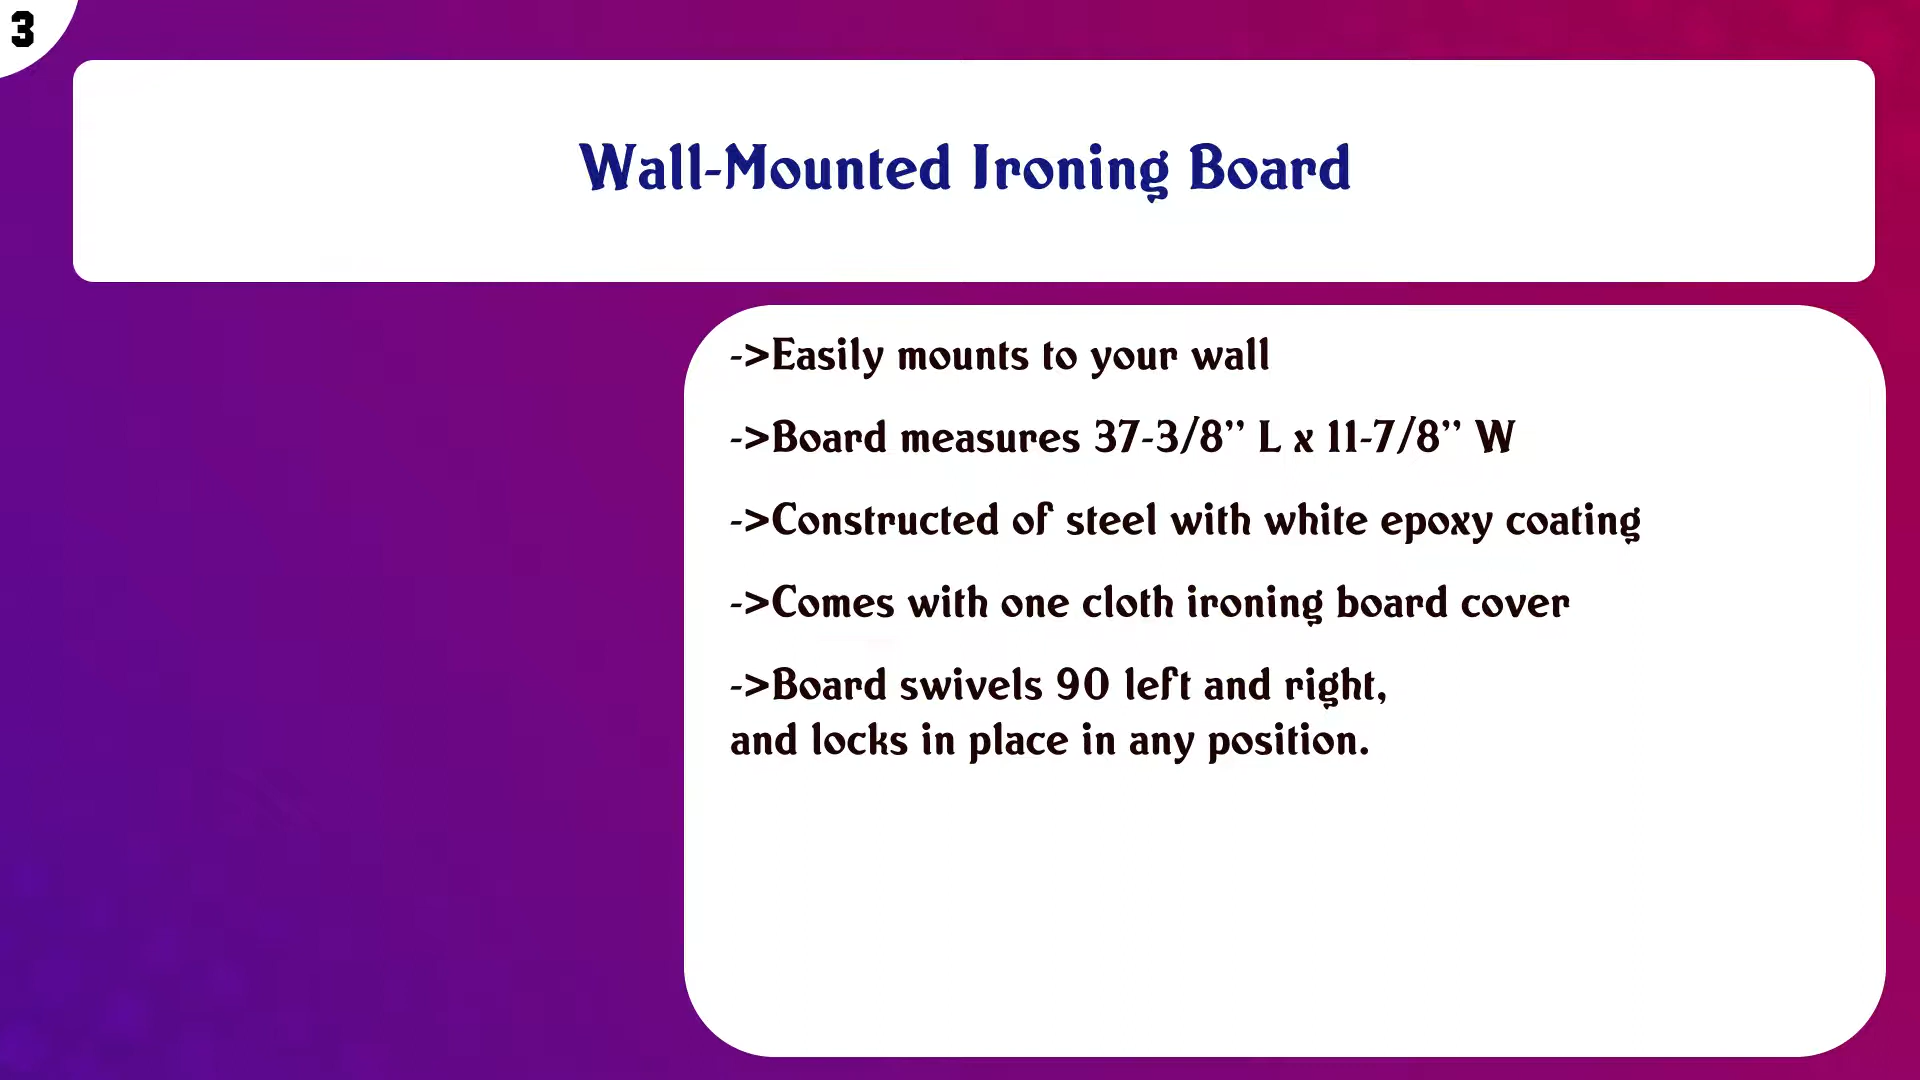 3
Wall-Mounted Ironing Board
->Easily mounts to your wall
->Board measures 37-3/8’’ L x 11-7/8’’ W
->Constructed of steel with white epoxy coating
->Comes with one cloth ironing board cover
->Board swivels 90 left and right,
and locks in place in any position.